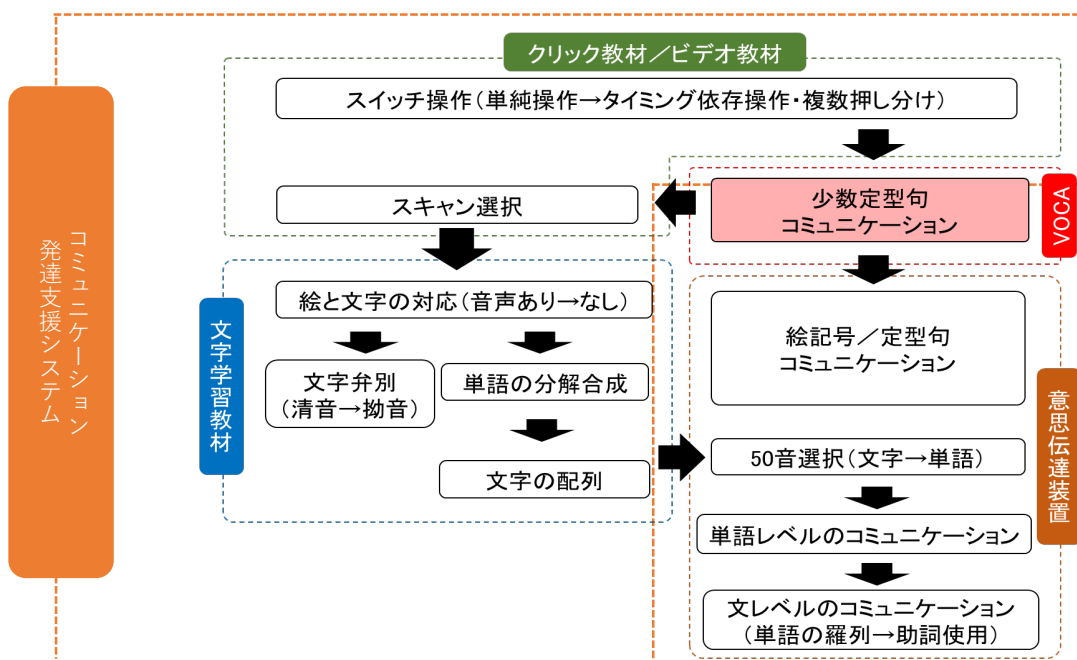 クリック教材／ビデオ教材
スイッチ操作（単純操作→タイミング依存操作・複数押し分け）
コミュニケーション
発達支援システム
スキャン選択
少数定型句
コミュニケーション
VOCA
絵と文字の対応（音声あり→なし）
文字学習教材
文字弁別
（清音→拗音）
単語の分解合成
文字の配列
絵記号／定型句
コミュニケーション
意思伝達装置
50音選択（文字→単語）
単語レベルのコミュニケーション
文レベルのコミュニケーション
（単語の羅列→助詞使用）